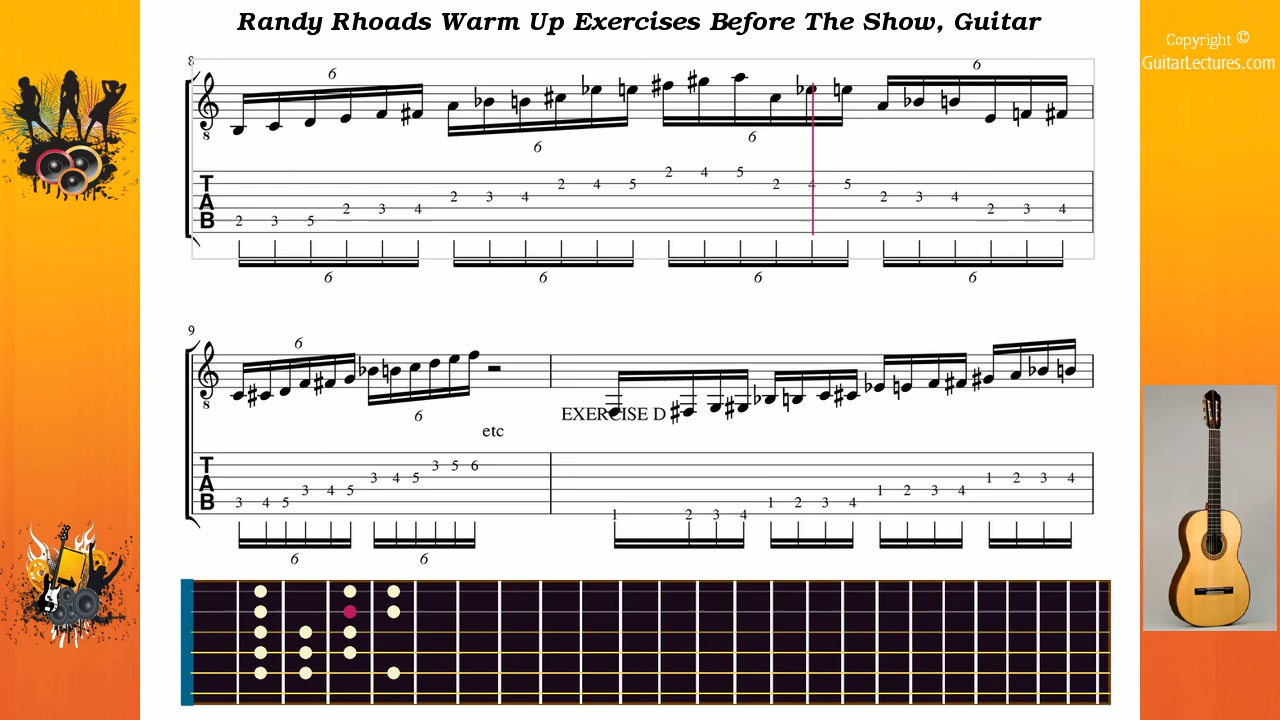 Randy Rhoads Warm Up Exercises Before The Show, Guitar
Copyright ©
GuitarLectures.com
8
6
6
6
6
8
T
A
B
2 3 5 2 3 4 2 3 4 2 4 5 2 4 5 2 4 5 2 3 4 2 3 4
6 6 6 6
9
6
6
8
EXERCISE D
etc
T
A
B
3 4 5 3 4 5 3 4 5 3 5 6 1 2 3 4 1 2 3 4 1 2 3 4 1 2 3 4
6 6